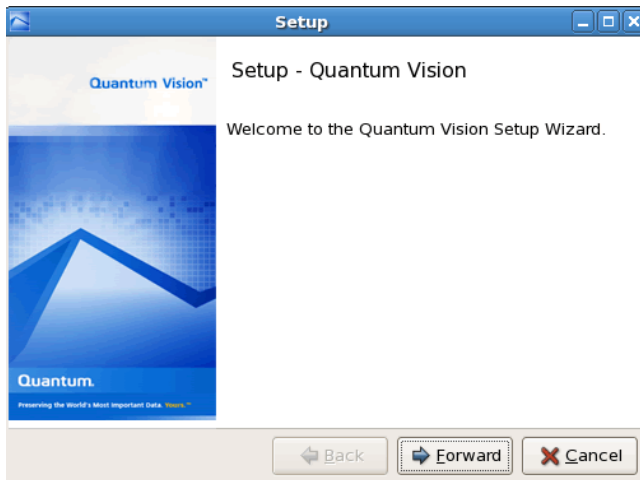 Setup
Quantum Vision™
Setup - Quantum Vision
Welcome to the Quantum Vision Setup Wizard.
Quantum.
Preserving the World's Most Important Data. Yours.™
Back
Forward
Cancel